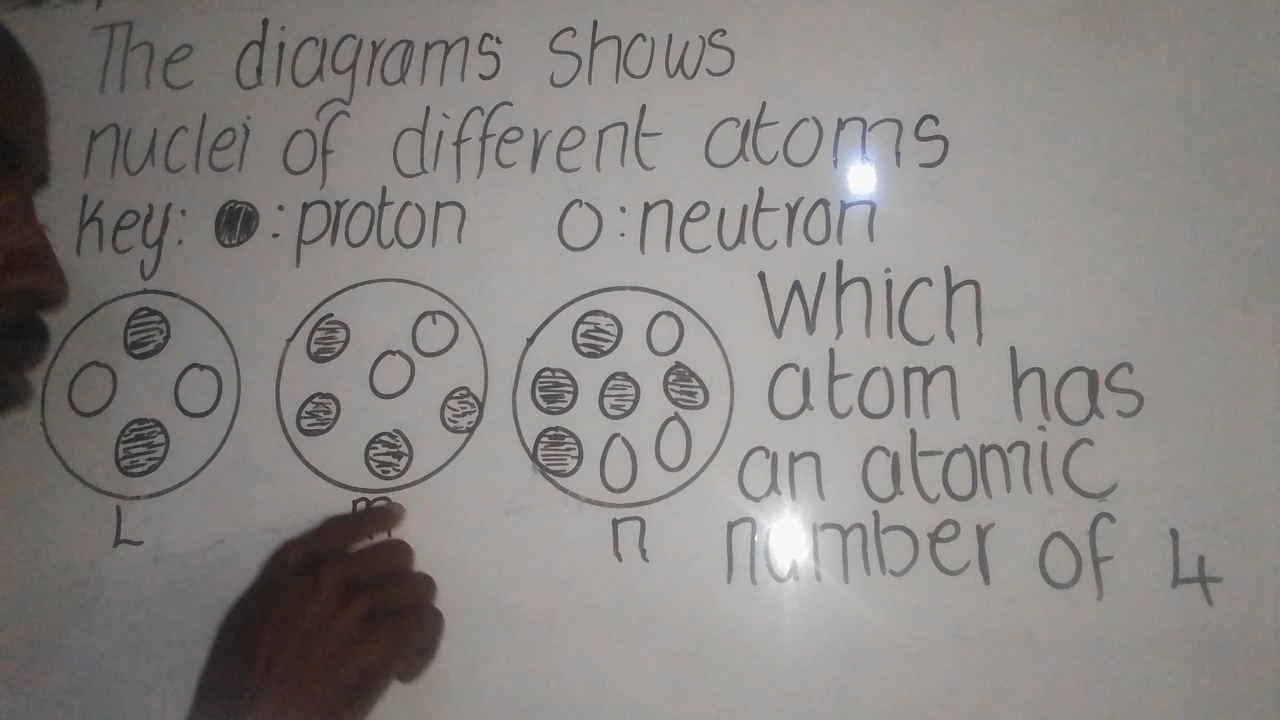 The diagrams shows
nuclei of different atoms
Key: : proton O : neutron
L
m
n
Which
atom has
an atomic
number of 4